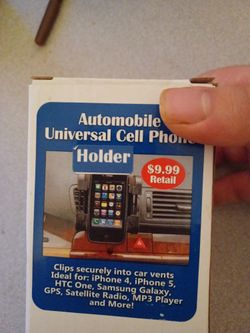 Automobile
Universal Cell Phone
Holder
$9.99
Retail
Clips securely into car vents
Ideal for: iPhone 4, iPhone 5,
HTC One, Samsung Galaxy,
GPS, Satellite Radio, MP3 Player
and More!